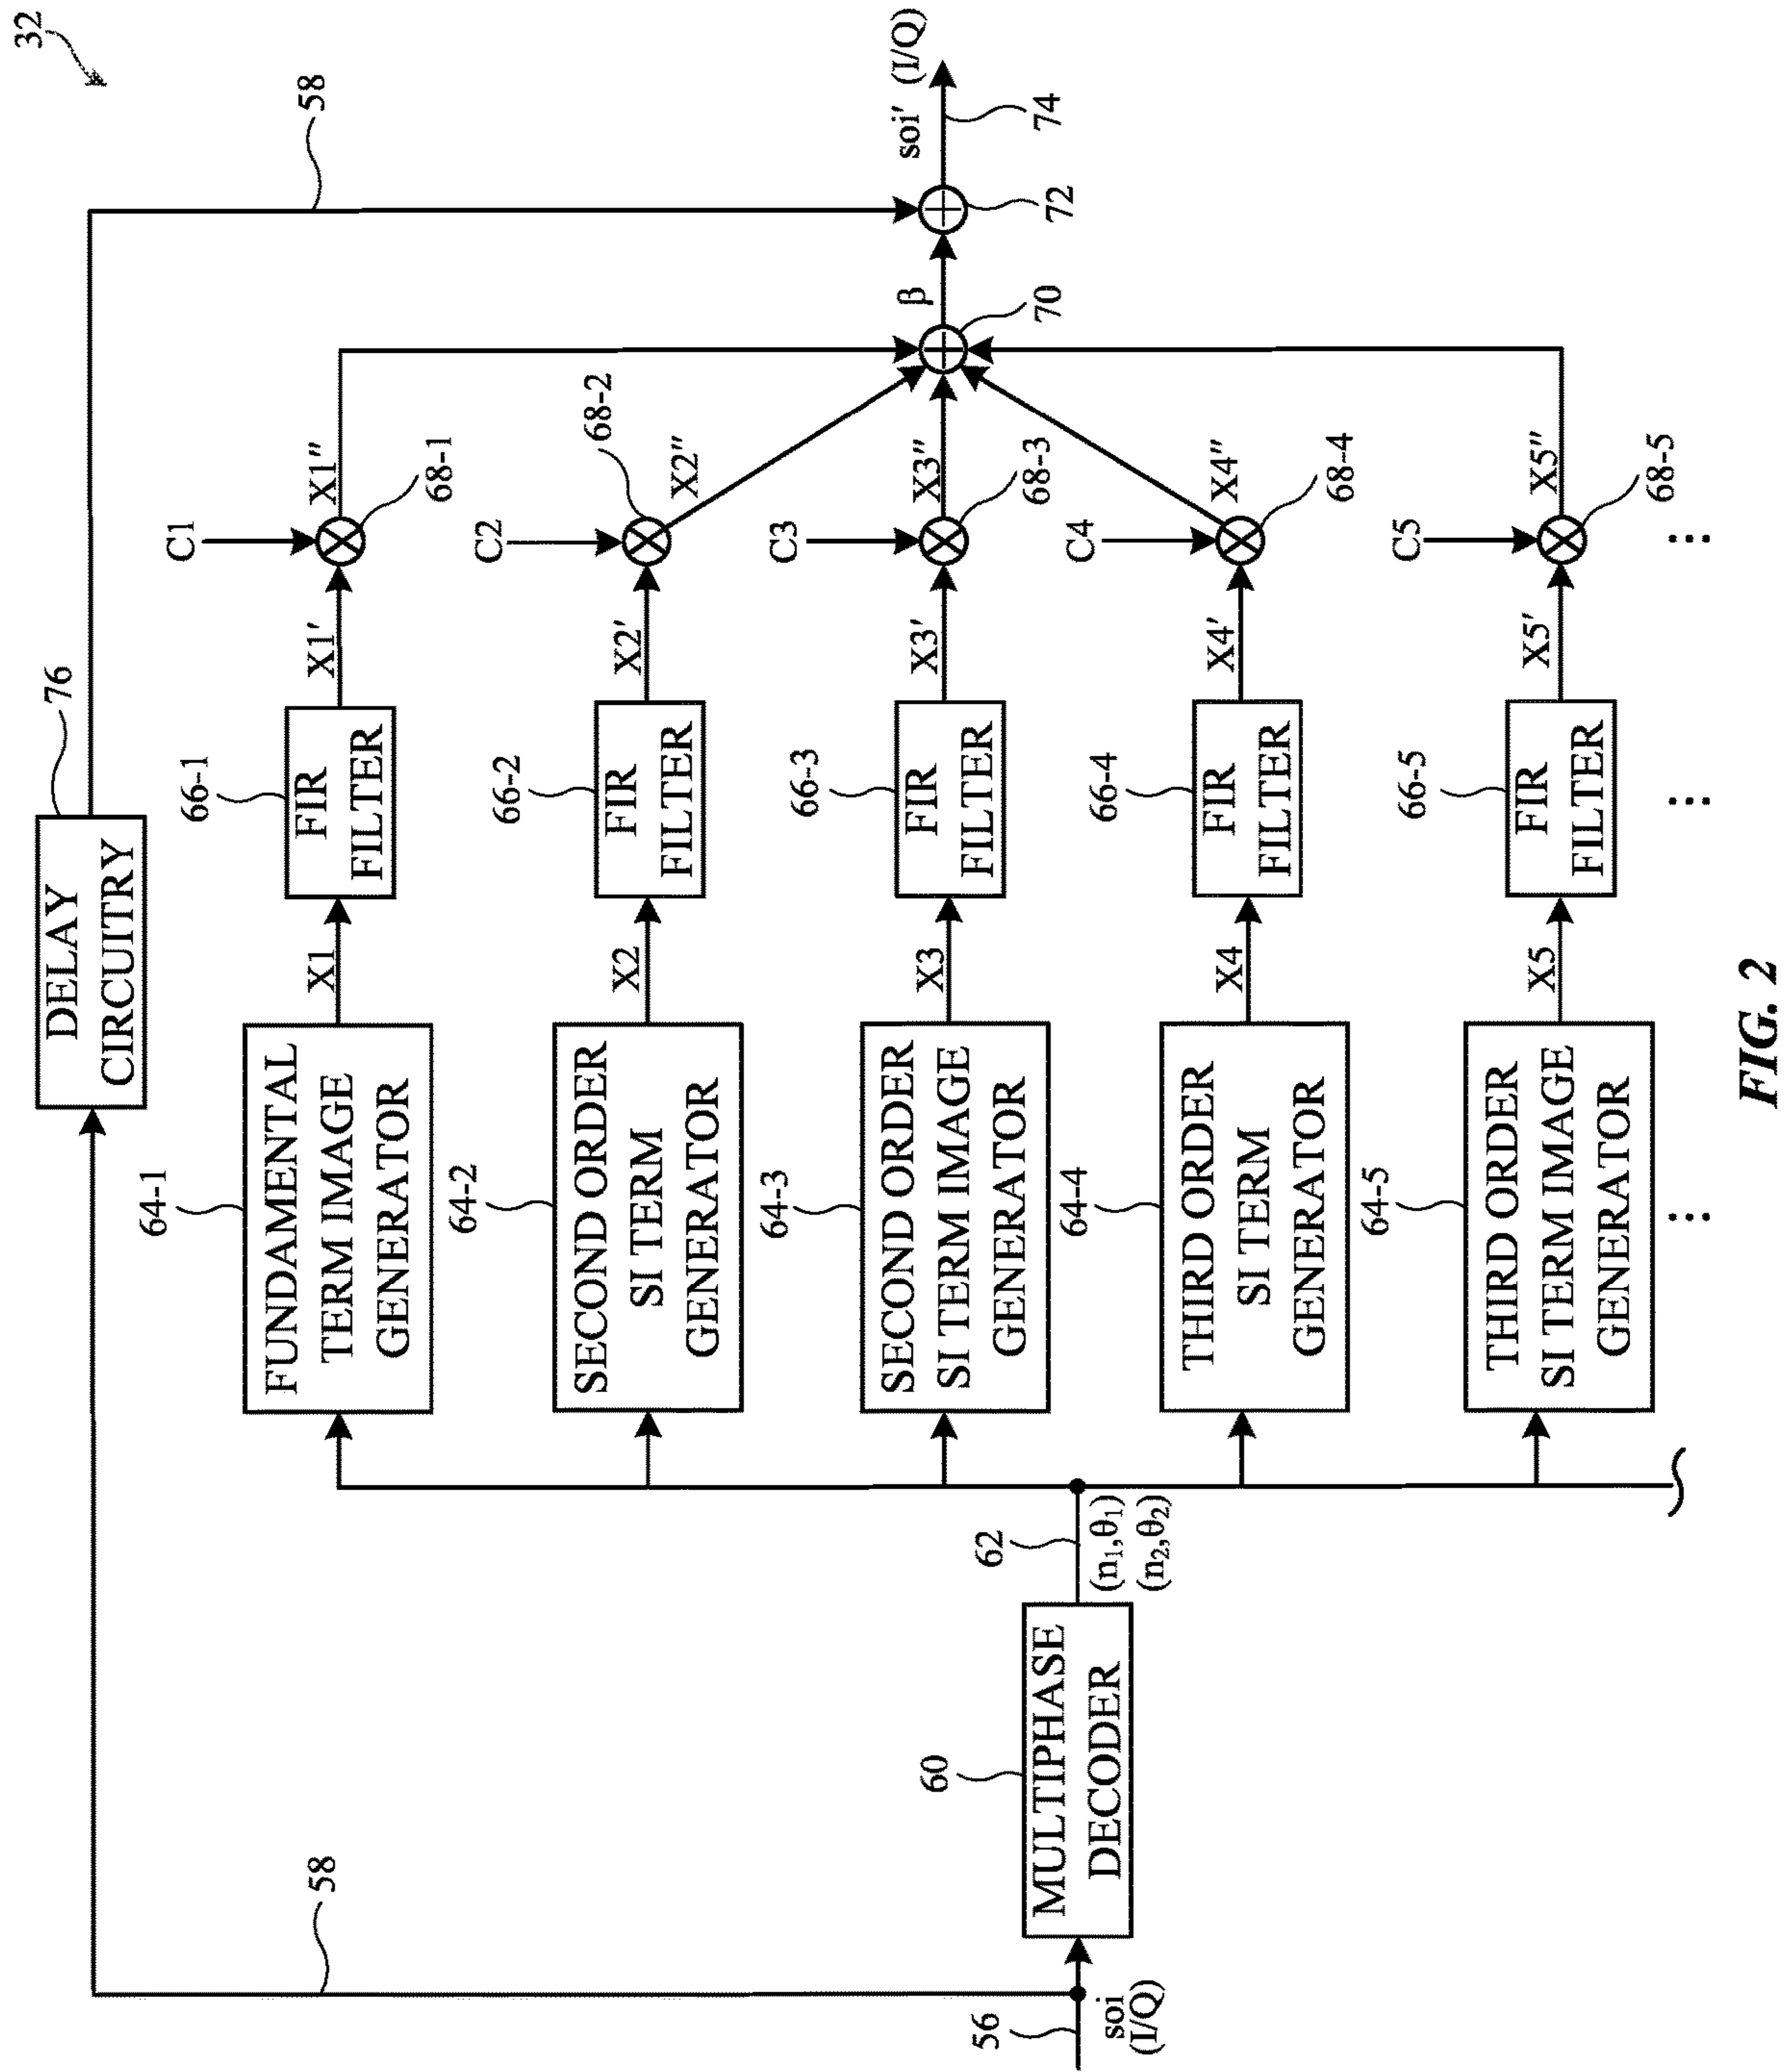 32
58
76
DELAY
CIRCUITRY
58
56
soi
(I/Q)
60
MULTIPHASE
DECODER
62
(n₁,θ₁)
(n₂,θ₂)
64-1
FUNDAMENTAL
TERM IMAGE
GENERATOR
X1
66-1
FIR
FILTER
X1'
C1
68-1
X1''
64-2
SECOND ORDER
SI TERM
GENERATOR
X2
66-2
FIR
FILTER
X2'
C2
68-2
X2''
64-3
SECOND ORDER
SI TERM IMAGE
GENERATOR
X3
66-3
FIR
FILTER
X3'
C3
68-3
X3''
64-4
THIRD ORDER
SI TERM
GENERATOR
X4
66-4
FIR
FILTER
X4'
C4
68-4
X4''
64-5
THIRD ORDER
SI TERM IMAGE
GENERATOR
X5
66-5
FIR
FILTER
X5'
C5
68-5
X5''
...
...
...
β
70
72
soi' (I/Q)
74
FIG. 2